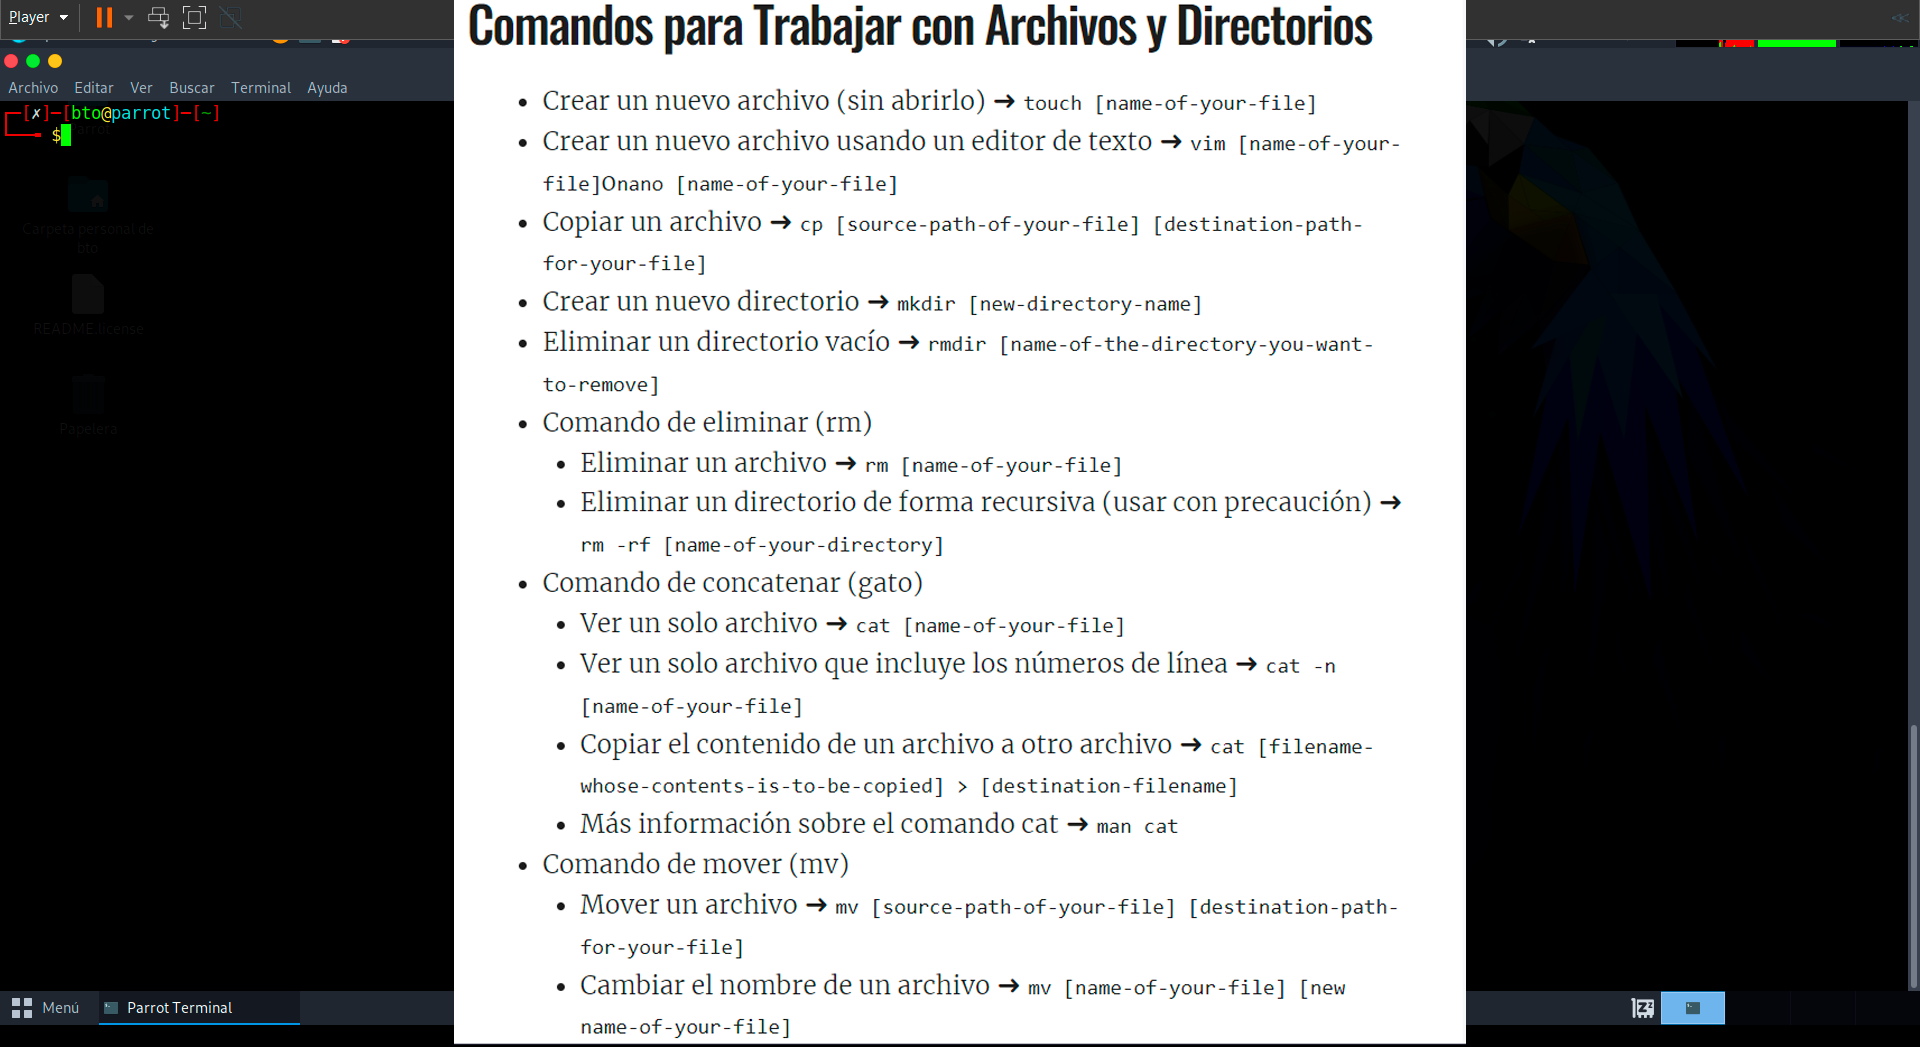 Player
Comandos para Trabajar con Archivos y Directorios
Archivo Editar Ver Buscar Terminal Ayuda
[✗]─[bto@parrot]─[~]
$
Parrot
Carpeta personal de
bto
README.license
Papelera
• Crear un nuevo archivo (sin abrirlo) → touch [name-of-your-file]
• Crear un nuevo archivo usando un editor de texto → vim [name-of-your-
file]Onano [name-of-your-file]
• Copiar un archivo → cp [source-path-of-your-file] [destination-path-
for-your-file]
• Crear un nuevo directorio → mkdir [new-directory-name]
• Eliminar un directorio vacío → rmdir [name-of-the-directory-you-want-
to-remove]
• Comando de eliminar (rm)
• Eliminar un archivo → rm [name-of-your-file]
• Eliminar un directorio de forma recursiva (usar con precaución) →
rm -rf [name-of-your-directory]
• Comando de concatenar (gato)
• Ver un solo archivo → cat [name-of-your-file]
• Ver un solo archivo que incluye los números de línea → cat -n
[name-of-your-file]
• Copiar el contenido de un archivo a otro archivo → cat [filename-
whose-contents-is-to-be-copied] > [destination-filename]
• Más información sobre el comando cat → man cat
• Comando de mover (mv)
• Mover un archivo → mv [source-path-of-your-file] [destination-path-
for-your-file]
• Cambiar el nombre de un archivo → mv [name-of-your-file] [new
name-of-your-file]
Menú
Parrot Terminal